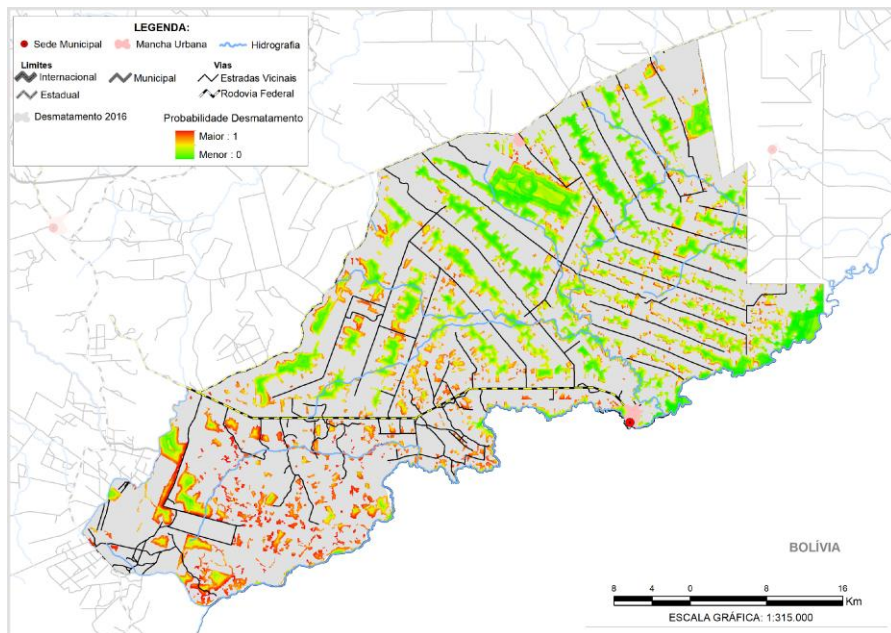 LEGENDA:
Sede Municipal Mancha Urbana Hidrografia
Limites Vias
Internacional Municipal Estradas Vicinais
Estadual Rodovia Federal
Desmatamento 2016 Probabilidade Desmatamento
Maior : 1
Menor : 0
BOLÍVIA
8 4 0 8 16
Km
ESCALA GRÁFICA: 1:315.000